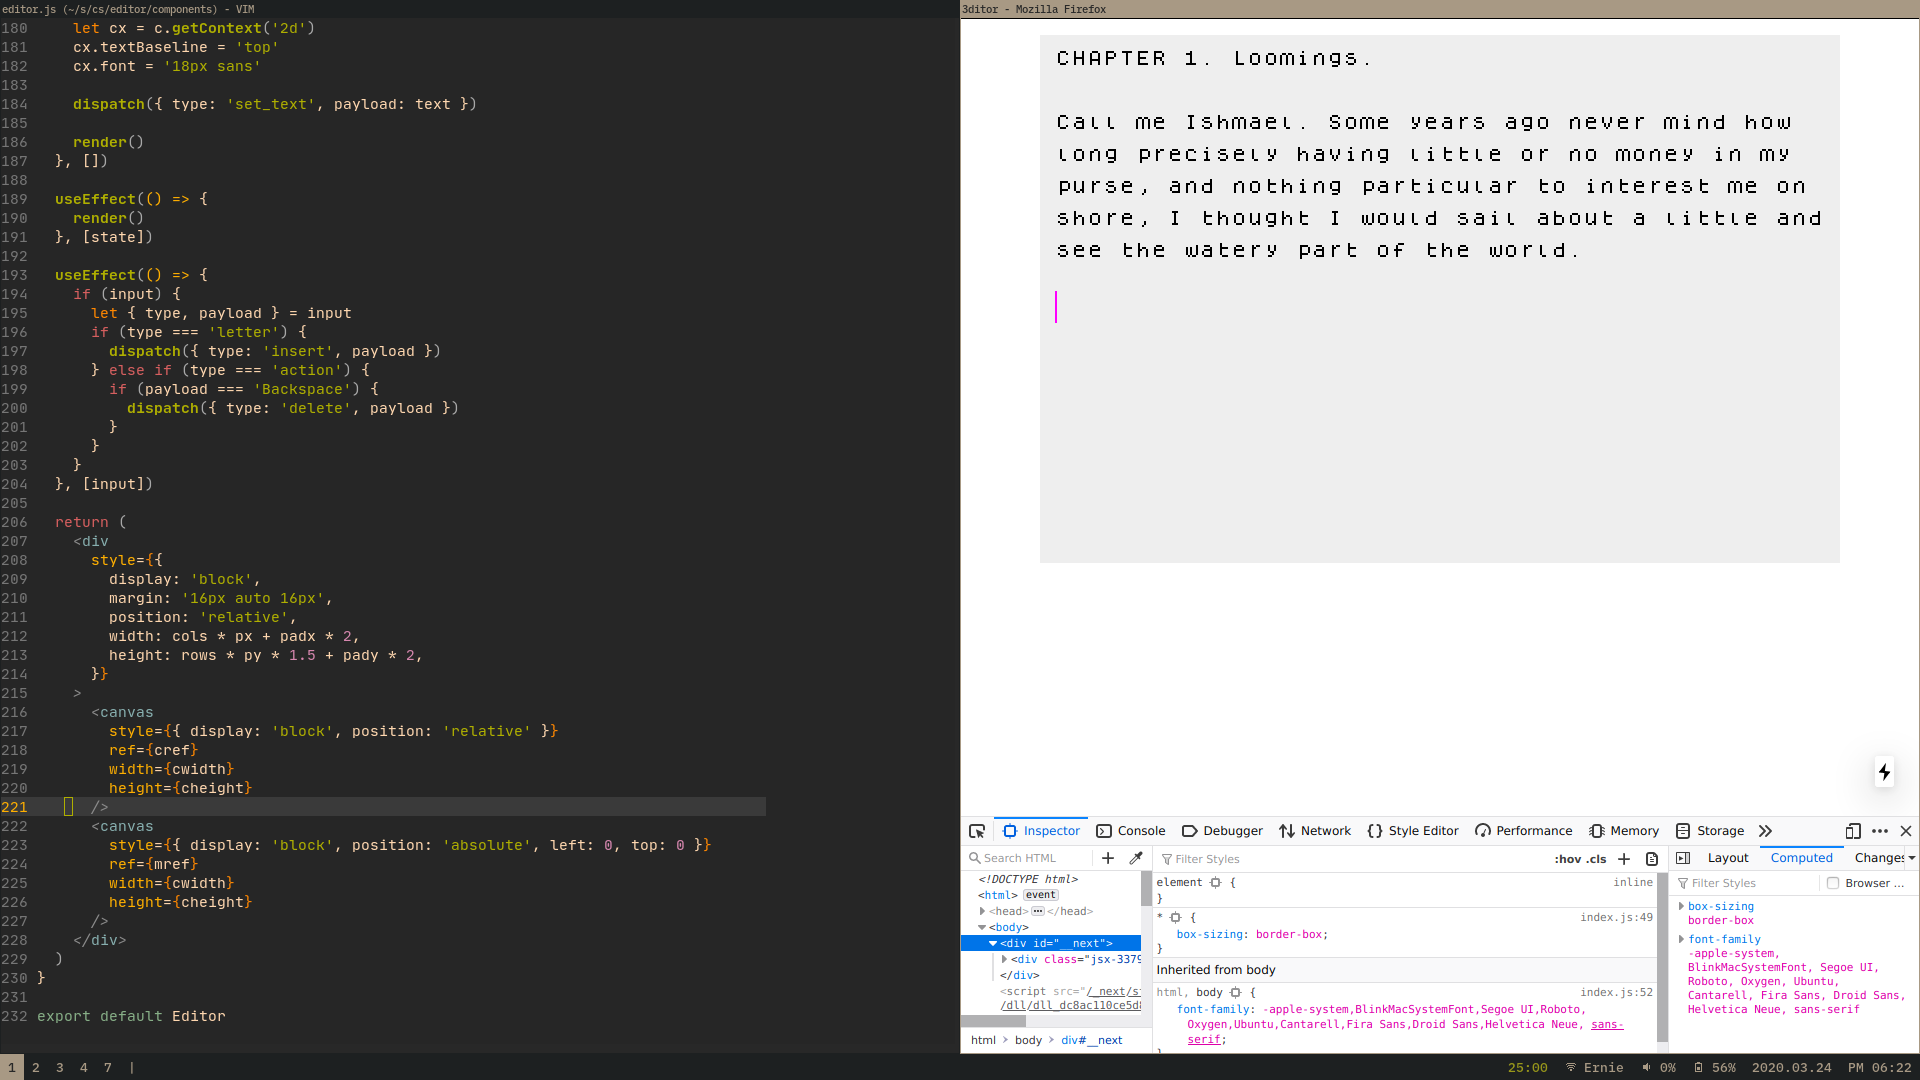 editor.js (~/s/cs/editor/components) - VIM
180 let cx = c.getContext('2d')
181 cx.textBaseline = 'top'
182 cx.font = '18px sans'
183
184 dispatch({ type: 'set_text', payload: text })
185
186 render()
187 }, [])
188
189 useEffect(() => {
190 render()
191 }, [state])
192
193 useEffect(() => {
194 if (input) {
195 let { type, payload } = input
196 if (type === 'letter') {
197 dispatch({ type: 'insert', payload })
198 } else if (type === 'action') {
199 if (payload === 'Backspace') {
200 dispatch({ type: 'delete', payload })
201 }
202 }
203 }
204 }, [input])
205
206 return (
207 <div
208 style={{
209 display: 'block',
210 margin: '16px auto 16px',
211 position: 'relative',
212 width: cols * px + padx * 2,
213 height: rows * py * 1.5 + pady * 2,
214 }}
215 >
216 <canvas
217 style={{ display: 'block', position: 'relative' }}
218 ref={cref}
219 width={cwidth}
220 height={cheight}
221 />
222 <canvas
223 style={{ display: 'block', position: 'absolute', left: 0, top: 0 }}
224 ref={mref}
225 width={cwidth}
226 height={cheight}
227 />
228 </div>
229 )
230 }
231
232 export default Editor
3ditor - Mozilla Firefox
CHAPTER 1. Loomings.
Call me Ishmael. Some years ago never mind how
long precisely having little or no money in my
purse, and nothing particular to interest me on
shore, I thought I would sail about a little and
see the watery part of the world.
Inspector Console Debugger Network {} Style Editor Performance Memory Storage
Search HTML
<!DOCTYPE html>
<html> event
<head> ••• </head>
<body>
<div id="__next">
<div class="jsx-3379
</div>
<script src="/_next/st
/dll/dll_dc8ac110ce5d8
html > body > div#__next
Filter Styles :hov .cls +
element { inline
}
* { index.js:49
box-sizing: border-box;
}
Inherited from body
html, body { index.js:52
font-family: -apple-system,BlinkMacSystemFont,Segoe UI,Roboto,
Oxygen,Ubuntu,Cantarell,Fira Sans,Droid Sans,Helvetica Neue, sans-
serif;
}
Layout Computed Changes
Filter Styles Browser ...
box-sizing
border-box
font-family
-apple-system,
BlinkMacSystemFont, Segoe UI,
Roboto, Oxygen, Ubuntu,
Cantarell, Fira Sans, Droid Sans,
Helvetica Neue, sans-serif
1 2 3 4 7 | 25:00 Ernie 0% 56% 2020.03.24 PM 06:22